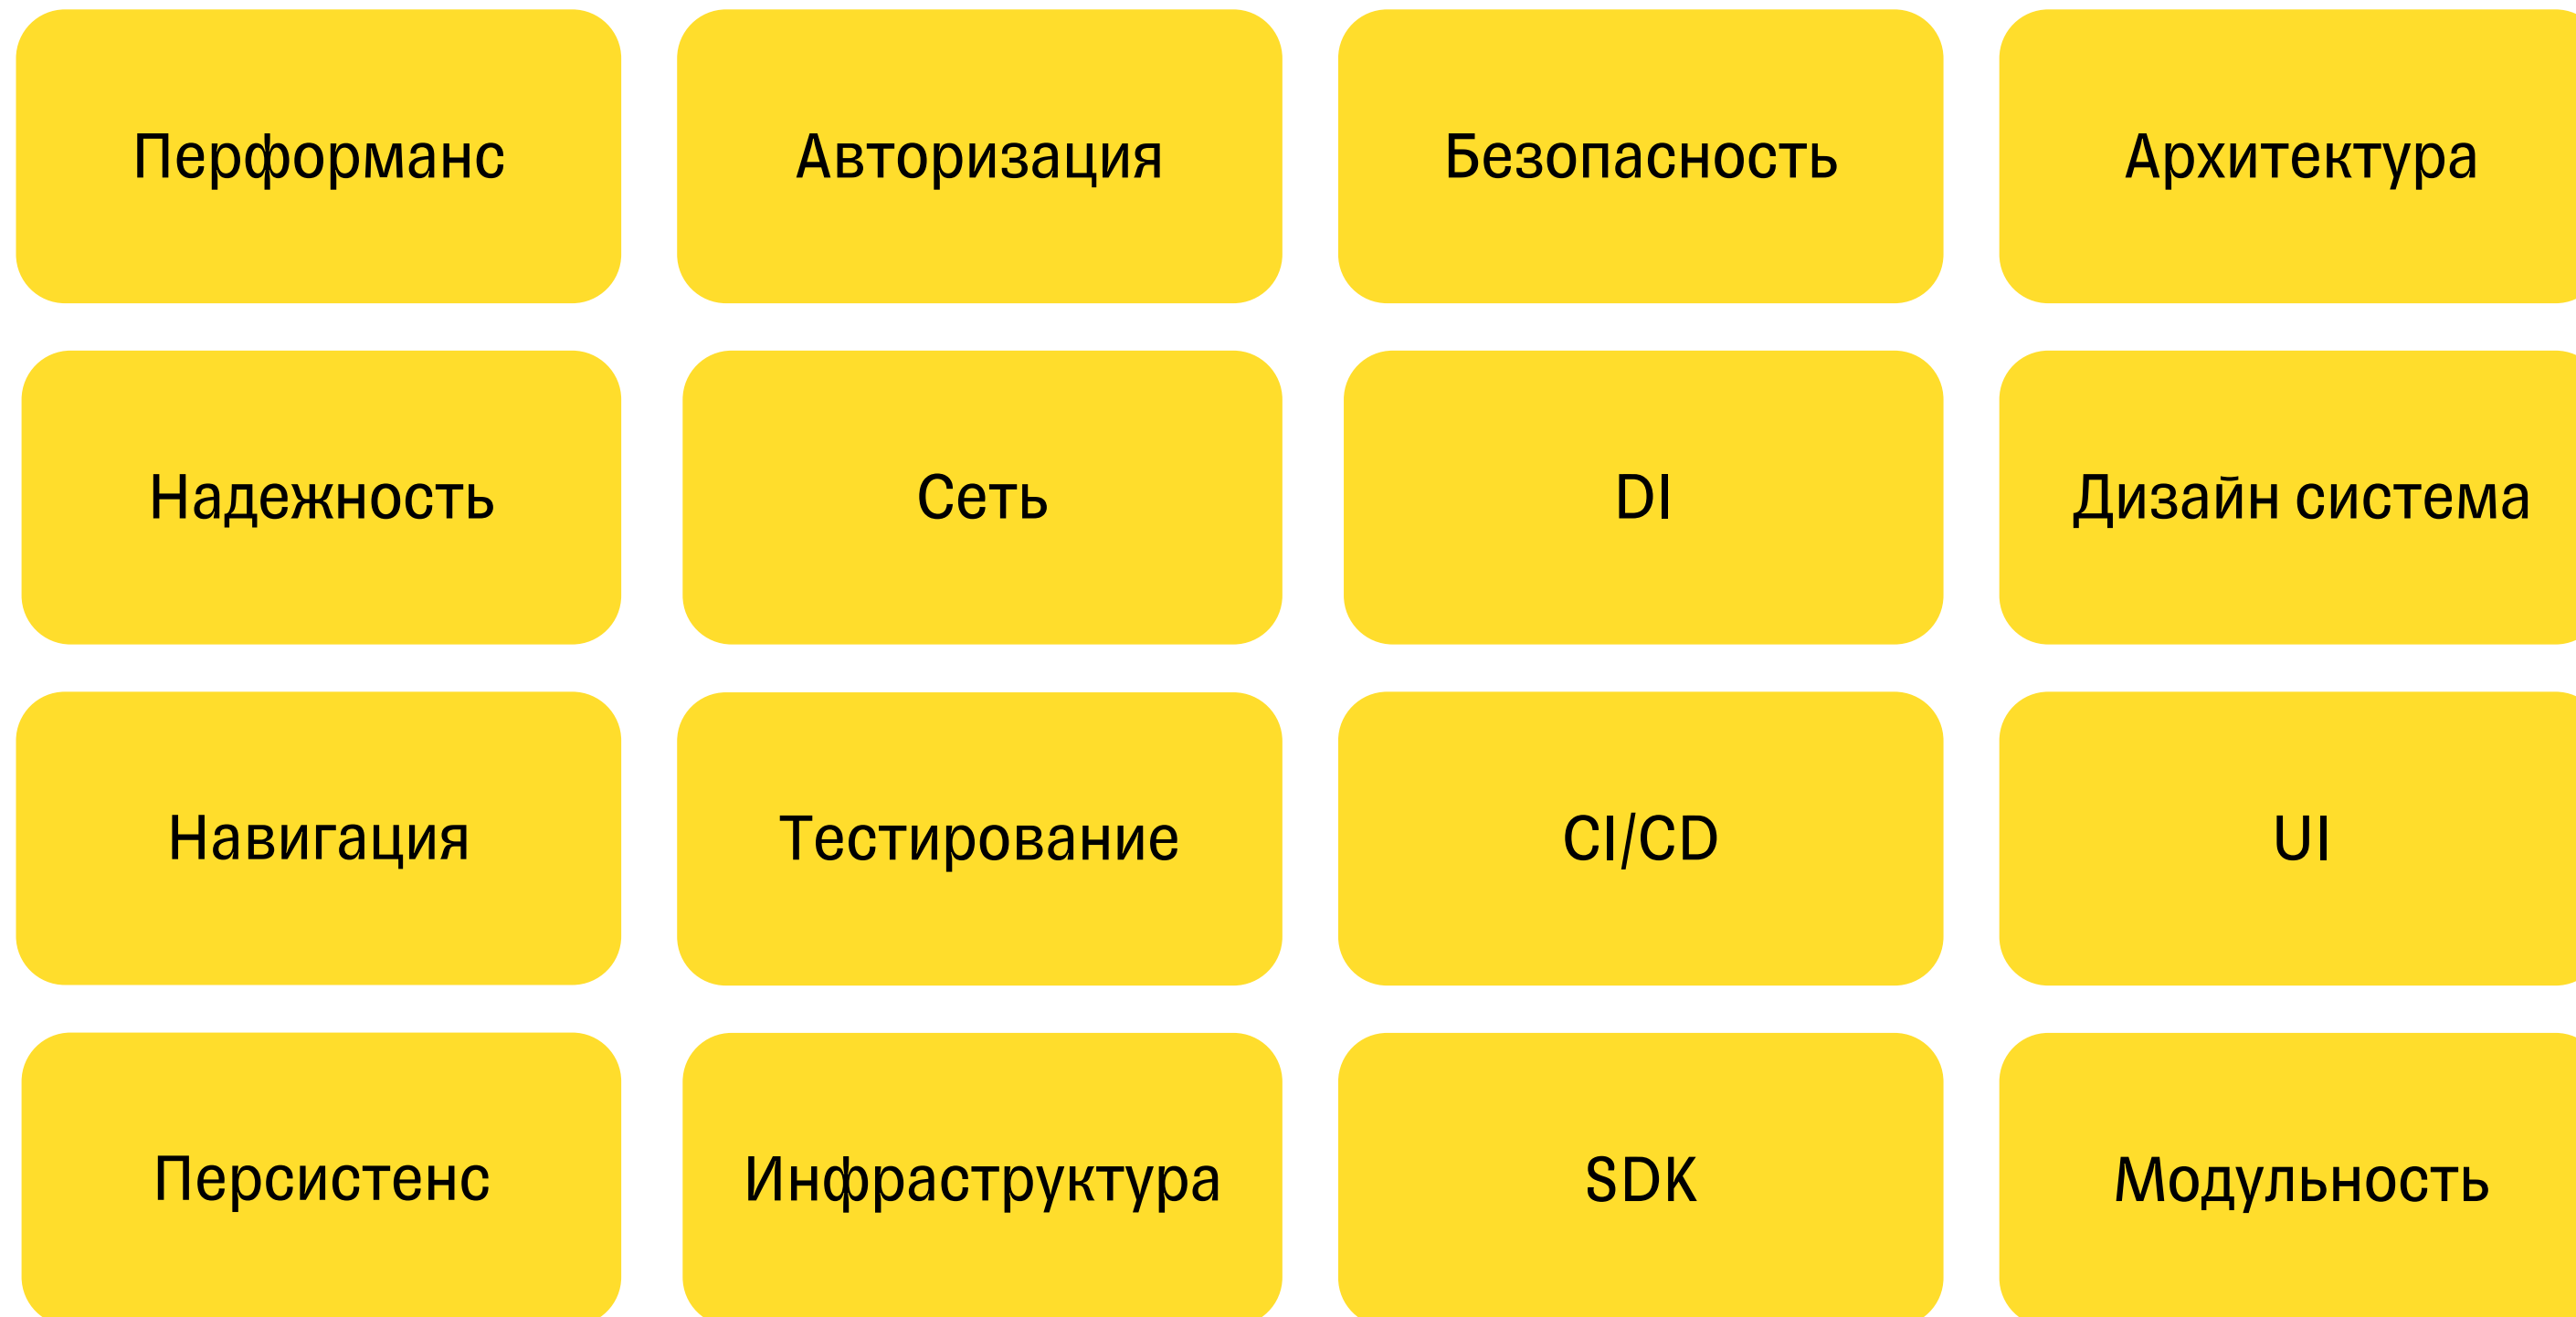 Перформанс
Авторизация
Безопасность
Архитектура
Надежность
Сеть
DI
Дизайн система
Навигация
Тестирование
CI/CD
UI
Персистенс
Инфраструктура
SDK
Модульность